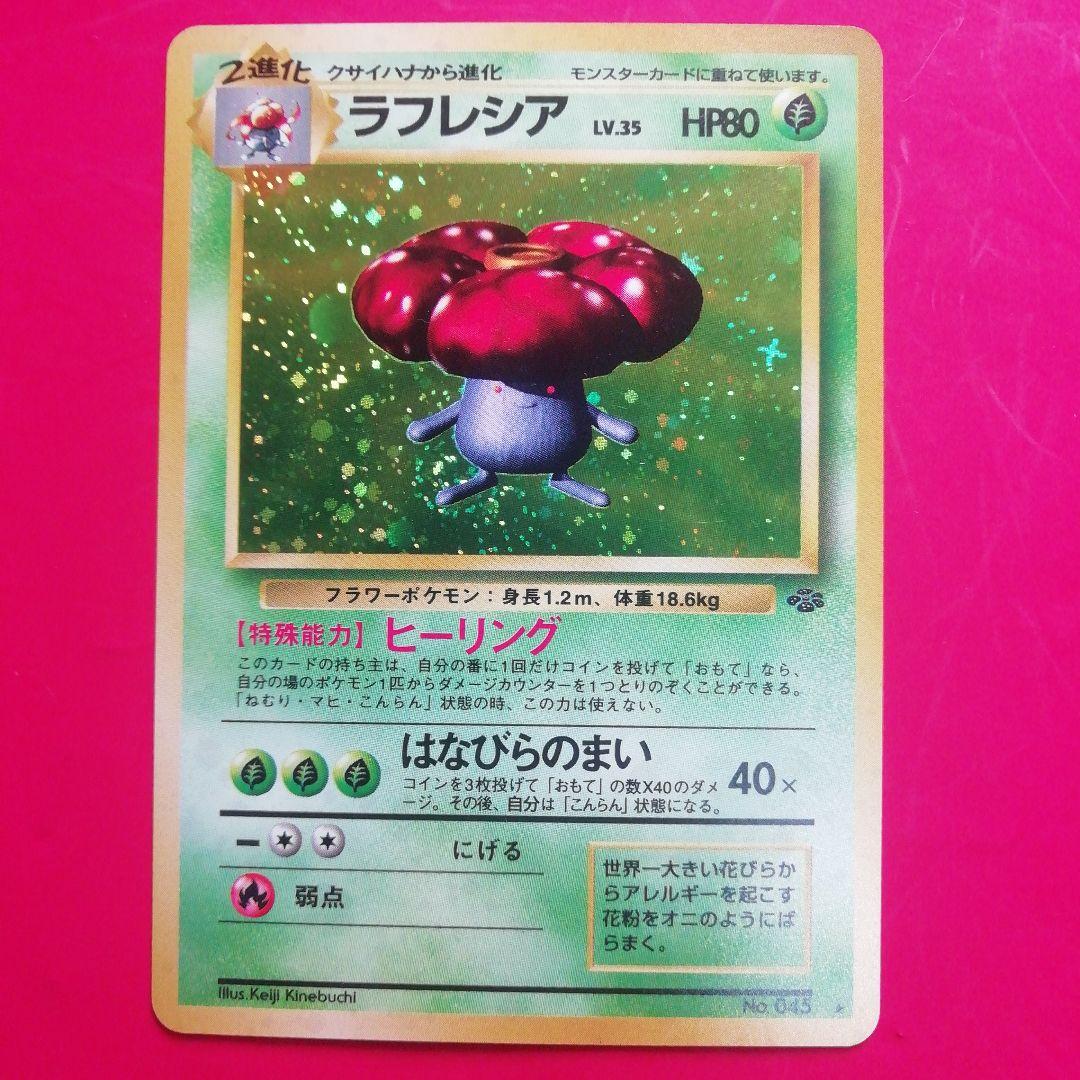 2進化 クサイハナから進化 モンスターカードに重ねて使います。
ラフレシア LV.35 HP80
フラワーポケモン：身長1.2m、体重18.6kg
【特殊能力】 ヒーリング
このカードの持ち主は、自分の番に1回だけコインを投げて「おもて」なら、
自分の場のポケモン1匹からダメージカウンターを1つとりのぞくことができる。
「ねむり・マヒ・こんらん」状態の時、この力は使えない。
はなびらのまい 40×
コインを3枚投げて「おもて」の数X40のダメ
ージ。その後、自分は「こんらん」状態になる。
ー にげる
弱点
世界一大きい花びらか
らアレルギーを起こす
花粉をオニのようにば
らまく。
Illus.Keiji Kinebuchi
No. 045 ★